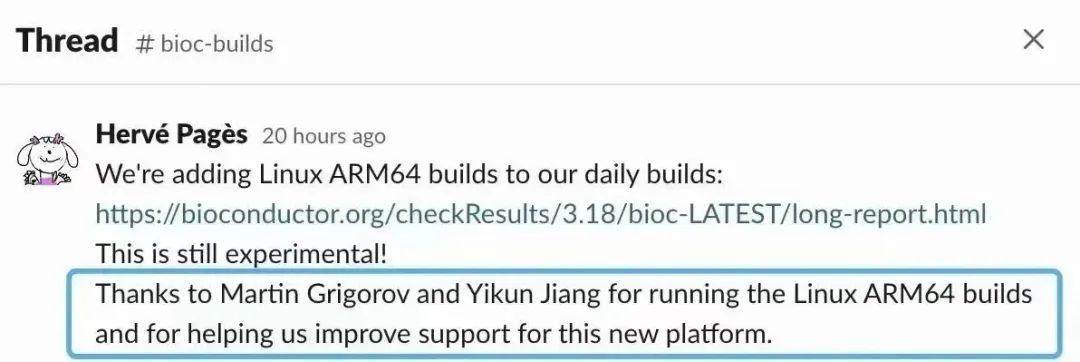 Thread # bioc-builds
Hervé Pagès 20 hours ago
We're adding Linux ARM64 builds to our daily builds:
https://bioconductor.org/checkResults/3.18/bioc-LATEST/long-report.html
This is still experimental!
Thanks to Martin Grigorov and Yikun Jiang for running the Linux ARM64 builds
and for helping us improve support for this new platform.